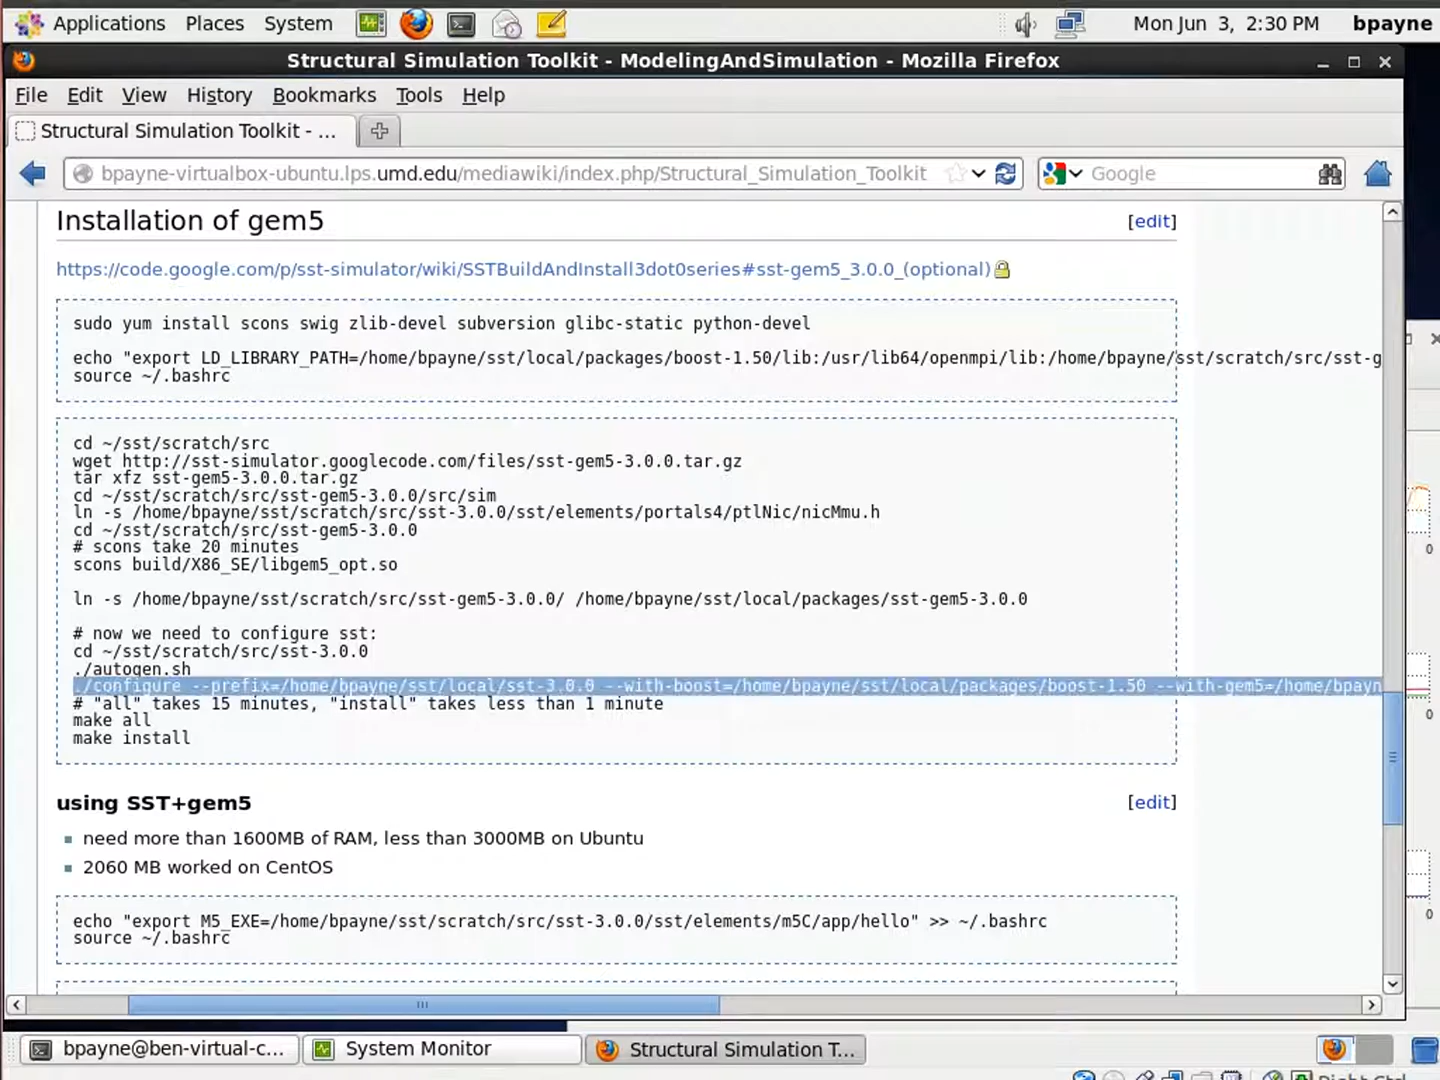 Applications Places System Mon Jun 3, 2:30 PM bpayne
Structural Simulation Toolkit - ModelingAndSimulation - Mozilla Firefox
File Edit View History Bookmarks Tools Help
Structural Simulation Toolkit - ...
bpayne-virtualbox-ubuntu.lps.umd.edu/mediawiki/index.php/Structural_Simulation_Toolkit Google
Installation of gem5 [edit]
https://code.google.com/p/sst-simulator/wiki/SSTBuildAndInstall3dot0series#sst-gem5_3.0.0_(optional)
sudo yum install scons swig zlib-devel subversion glibc-static python-devel
echo "export LD_LIBRARY_PATH=/home/bpayne/sst/local/packages/boost-1.50/lib:/usr/lib64/openmpi/lib:/home/bpayne/sst/scratch/src/sst-g
source ~/.bashrc
cd ~/sst/scratch/src
wget http://sst-simulator.googlecode.com/files/sst-gem5-3.0.0.tar.gz
tar xfz sst-gem5-3.0.0.tar.gz
cd ~/sst/scratch/src/sst-gem5-3.0.0/src/sim
ln -s /home/bpayne/sst/scratch/src/sst-3.0.0/sst/elements/portals4/ptlNic/nicMmu.h
cd ~/sst/scratch/src/sst-gem5-3.0.0
# scons take 20 minutes
scons build/X86_SE/libgem5_opt.so
ln -s /home/bpayne/sst/scratch/src/sst-gem5-3.0.0/ /home/bpayne/sst/local/packages/sst-gem5-3.0.0
# now we need to configure sst:
cd ~/sst/scratch/src/sst-3.0.0
./autogen.sh
./configure --prefix=/home/bpayne/sst/local/sst-3.0.0 --with-boost=/home/bpayne/sst/local/packages/boost-1.50 --with-gem5=/home/bpayn
# "all" takes 15 minutes, "install" takes less than 1 minute
make all
make install
using SST+gem5 [edit]
need more than 1600MB of RAM, less than 3000MB on Ubuntu
2060 MB worked on CentOS
echo "export M5_EXE=/home/bpayne/sst/scratch/src/sst-3.0.0/sst/elements/m5C/app/hello" >> ~/.bashrc
source ~/.bashrc
0
0
0
bpayne@ben-virtual-c... System Monitor Structural Simulation T...